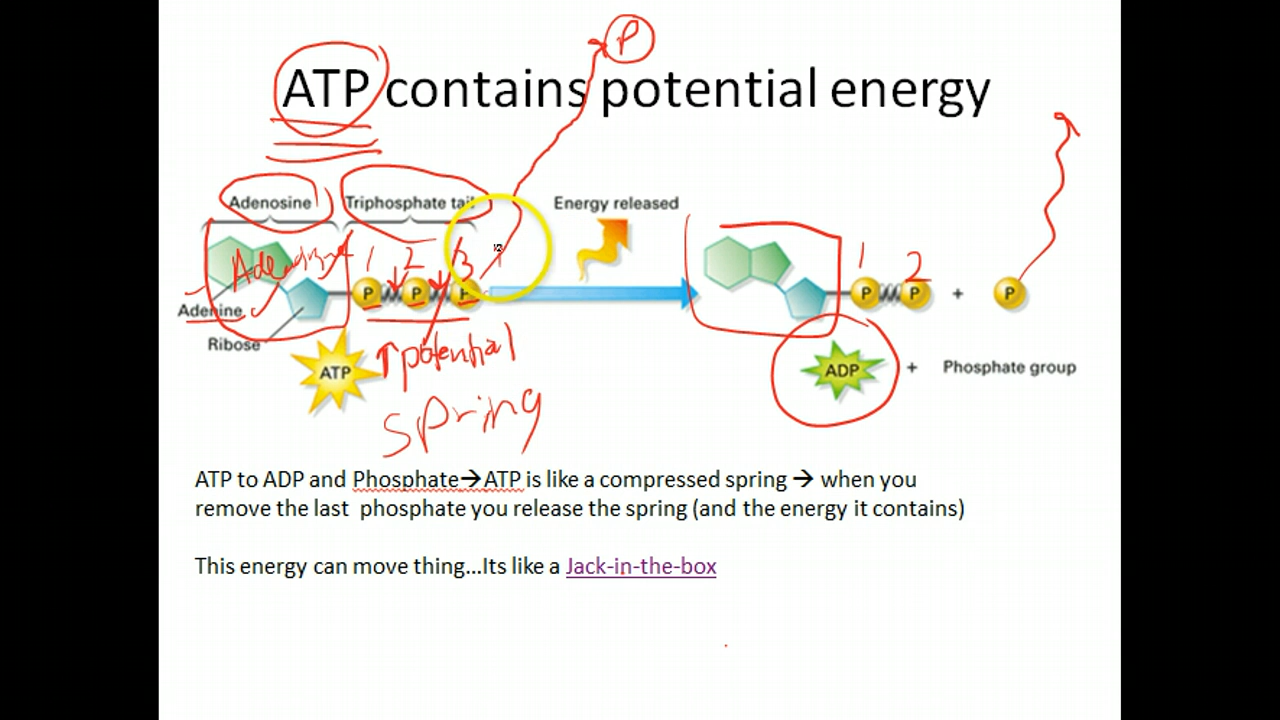 P
ATP contains potential energy
Adenosine Triphosphate tail Energy released
1 2 3 1 2
P P P P P + P
Adenine
Ribose
ATP ADP + Phosphate group
potential
spring
ATP to ADP and Phosphate→ATP is like a compressed spring → when you
remove the last phosphate you release the spring (and the energy it contains)
This energy can move thing...Its like a Jack-in-the-box